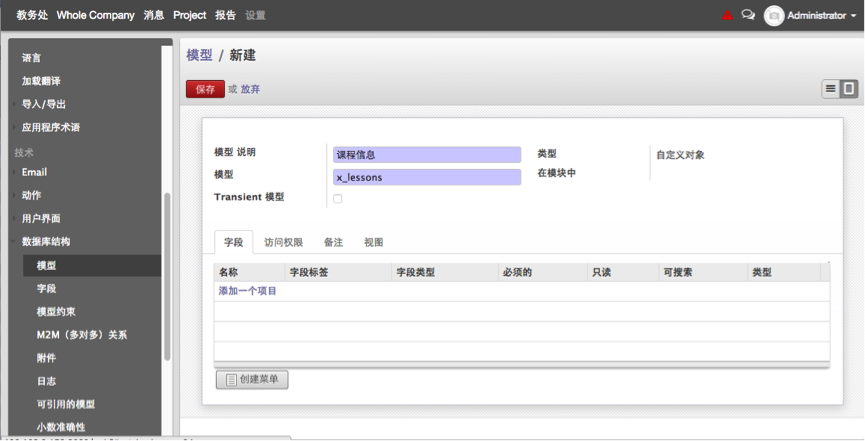 教务处 Whole Company 消息 Project 报告 设置 Administrator
语言
加载翻译
导入/导出
应用程序术语
技术
Email
动作
用户界面
数据库结构
模型
字段
模型约束
M2M（多对多）关系
附件
日志
可引用的模型
小数准确性
模型 / 新建
保存 或 放弃
模型 说明 课程信息 类型 自定义对象
模型 x_lessons 在模块中
Transient 模型
字段 访问权限 备注 视图
名称 字段标签 字段类型 必须的 只读 可搜索 类型
添加一个项目
创建菜单